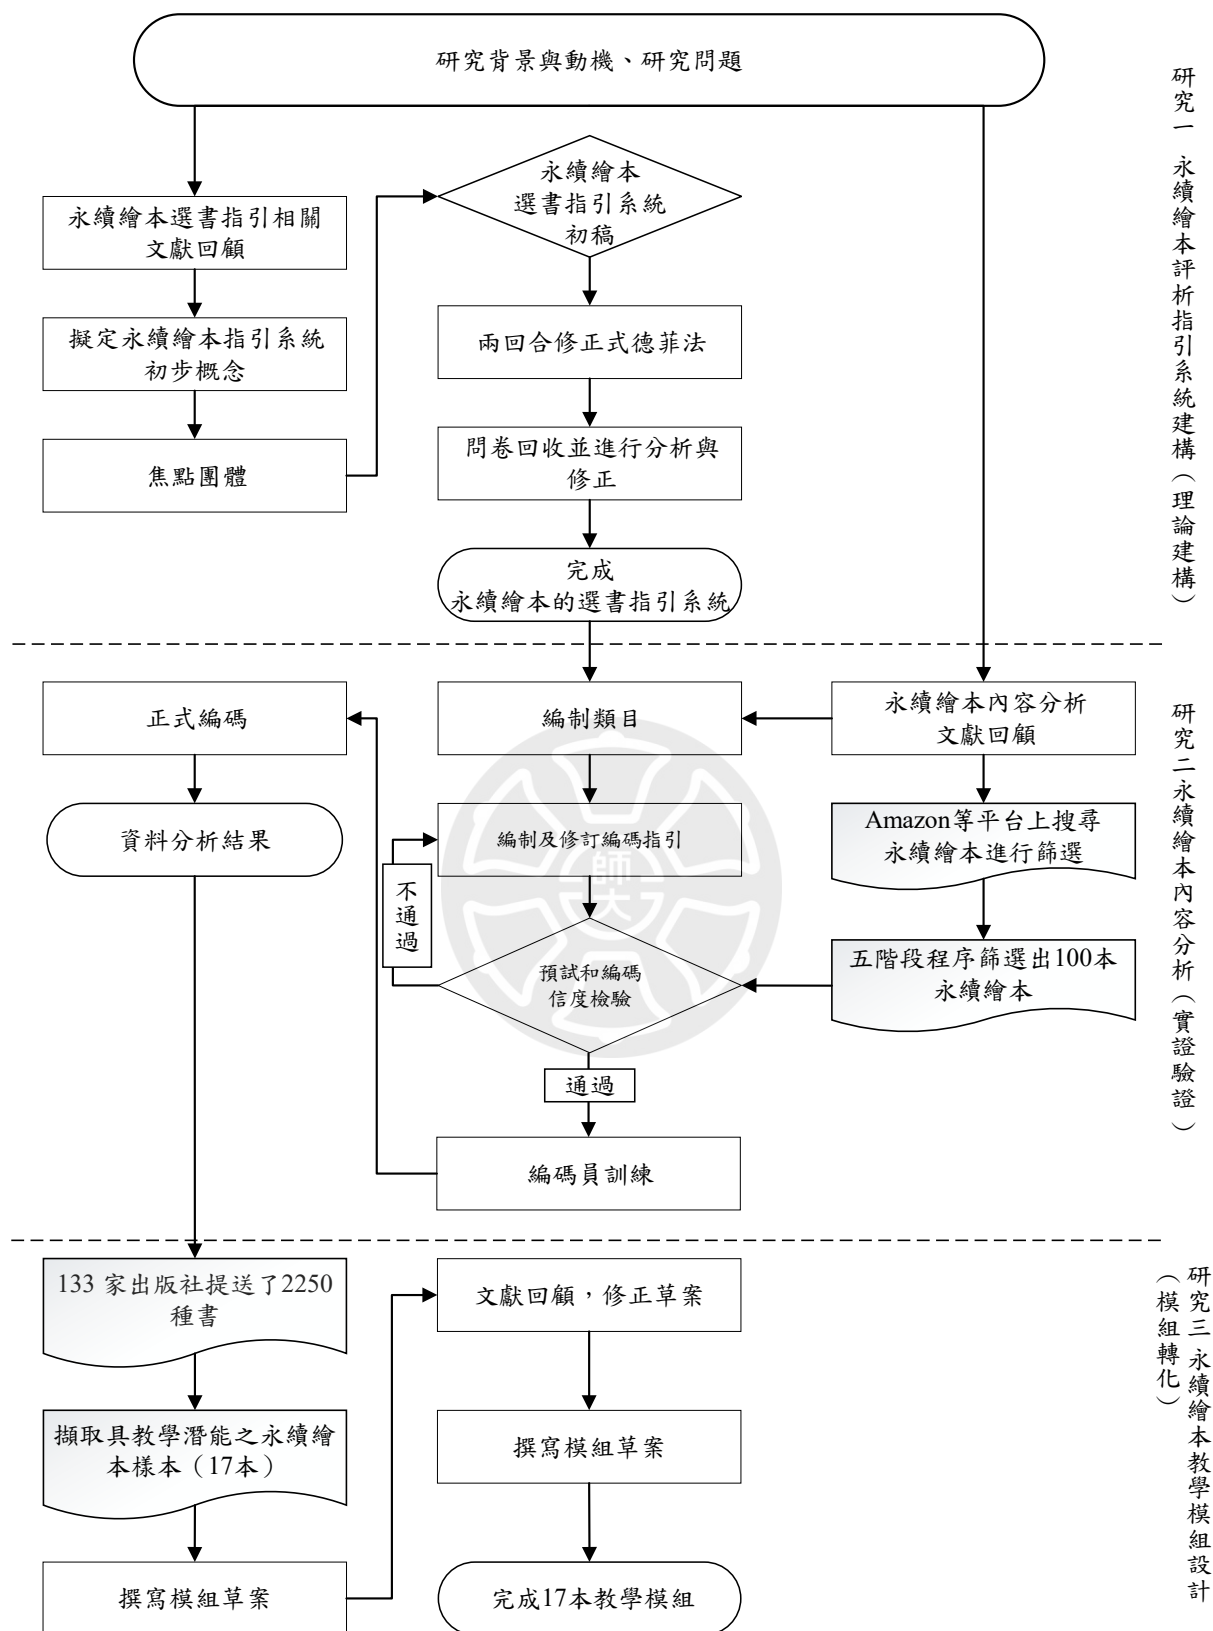 研究背景與動機、研究問題
研究一 永續繪本評析指引系統建構（理論建構）
永續繪本選書指引相關
文獻回顧
擬定永續繪本指引系統
初步概念
焦點團體
永續繪本
選書指引系統
初稿
兩回合修正式德菲法
問卷回收並進行分析與
修正
完成
永續繪本的選書指引系統
研究二永續繪本內容分析（實證驗證）
永續繪本內容分析
文獻回顧
Amazon等平台上搜尋
永續繪本進行篩選
五階段程序篩選出100本
永續繪本
編制類目
編制及修訂編碼指引
師大
預試和編碼
信度檢驗
不通過
通過
編碼員訓練
正式編碼
資料分析結果
研究三 永續繪本教學模組設計
（模組轉化）
133 家出版社提送了2250
種書
擷取具教學潛能之永續繪
本樣本（17本）
撰寫模組草案
文獻回顧，修正草案
撰寫模組草案
完成17本教學模組